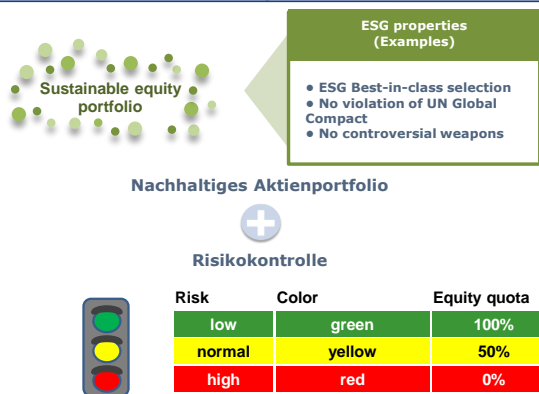 ESG properties
(Examples)
Sustainable equity
portfolio
● ESG Best-in-class selection
● No violation of UN Global
Compact
● No controversial weapons
Nachhaltiges Aktienportfolio
Risikokontrolle
Risk Color Equity quota
low green 100%
normal yellow 50%
high red 0%